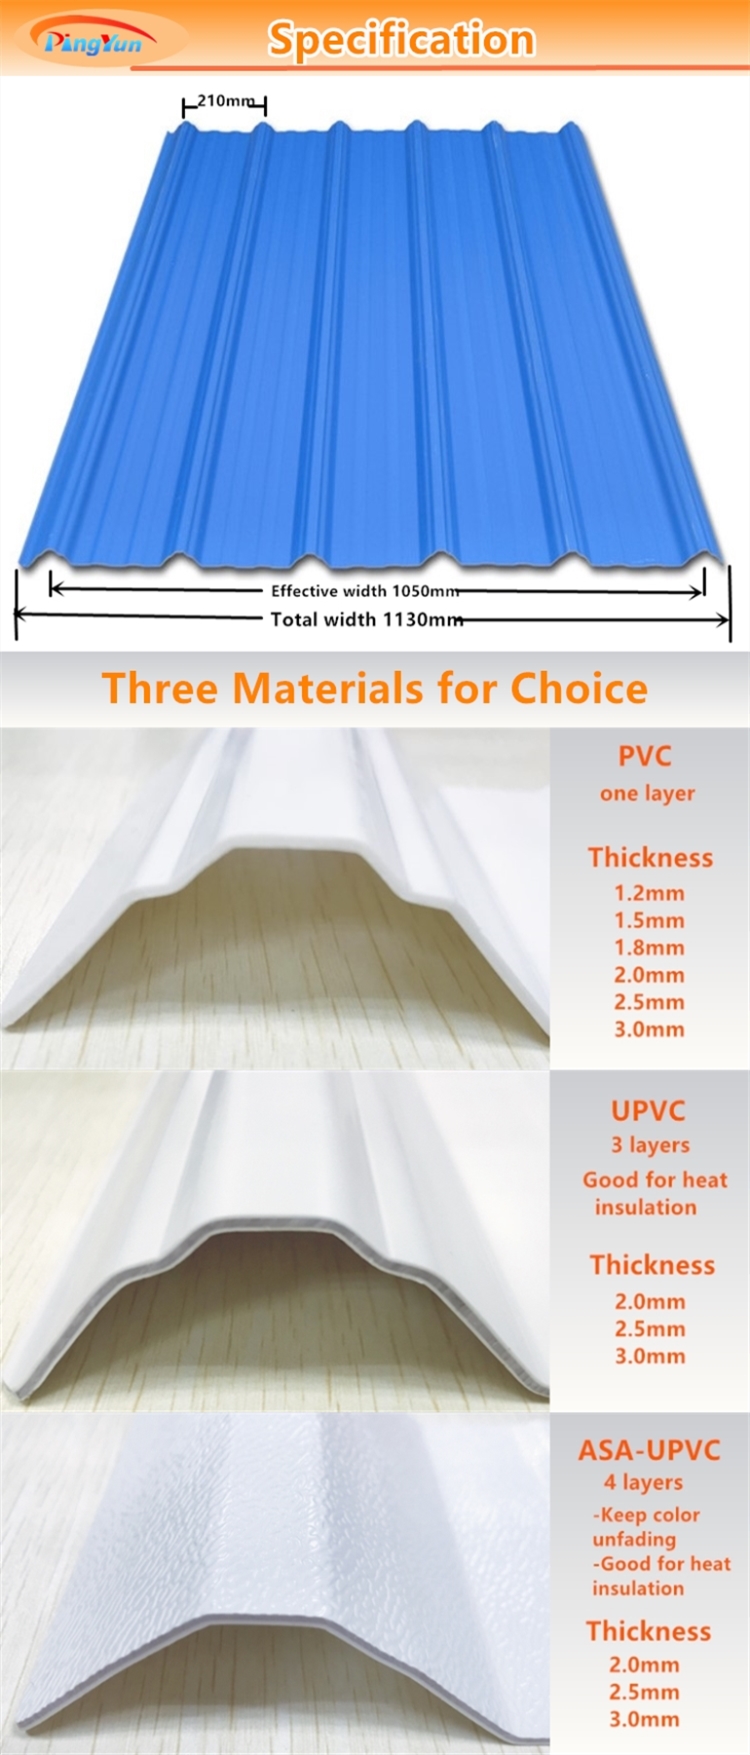 PingYun
Specification
210mm
Effective width 1050mm
Total width 1130mm
Three Materials for Choice
PVC
one layer
Thickness
1.2mm
1.5mm
1.8mm
2.0mm
2.5mm
3.0mm
UPVC
3 layers
Good for heat
insulation
Thickness
2.0mm
2.5mm
3.0mm
ASA-UPVC
4 layers
-Keep color
unfading
-Good for heat
insulation
Thickness
2.0mm
2.5mm
3.0mm